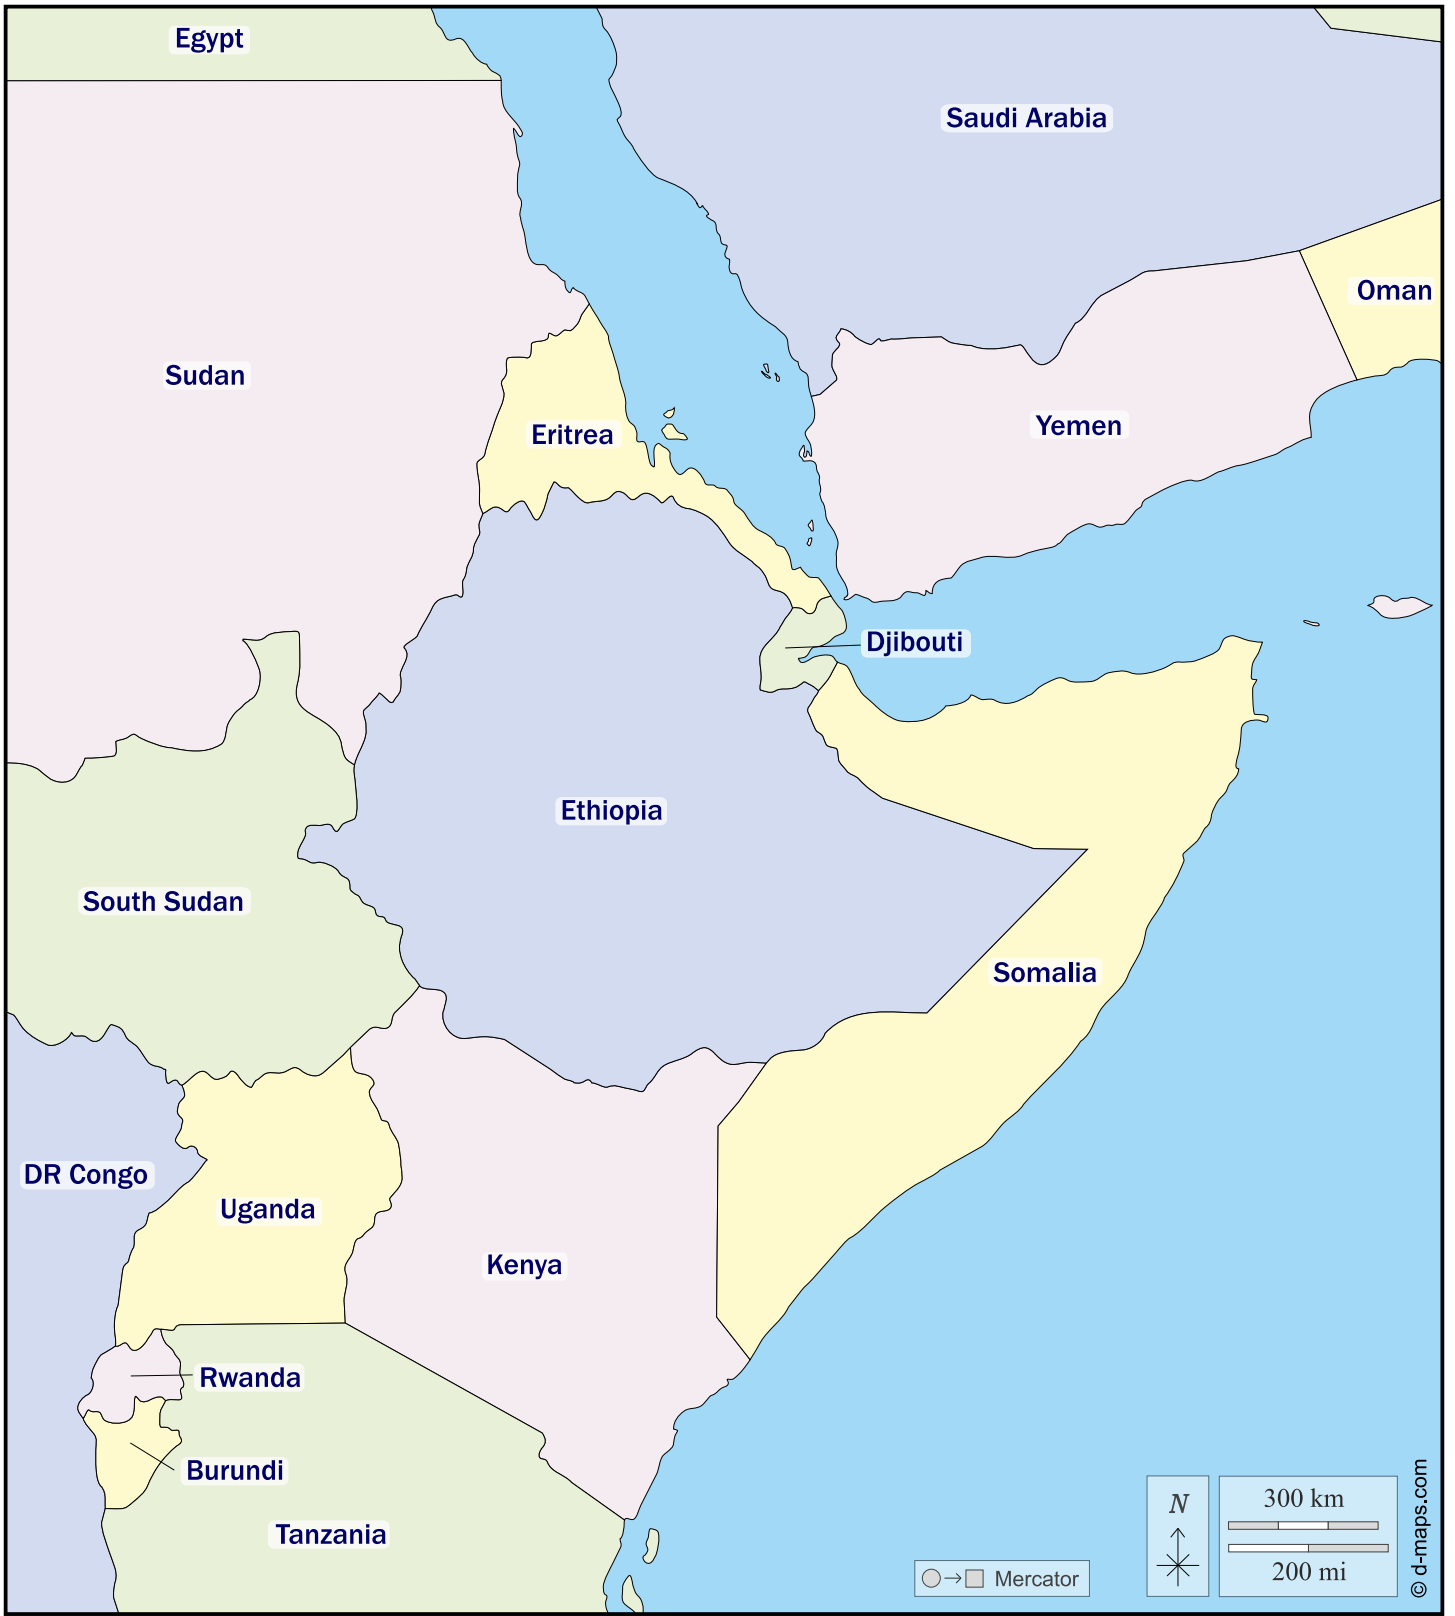 Egypt
Saudi Arabia
Oman
Sudan
Yemen
Eritrea
Djibouti
Ethiopia
South Sudan
Somalia
DR Congo
Uganda
Kenya
Rwanda
Burundi
Tanzania
N
300 km
200 mi
Mercator
© d-maps.com